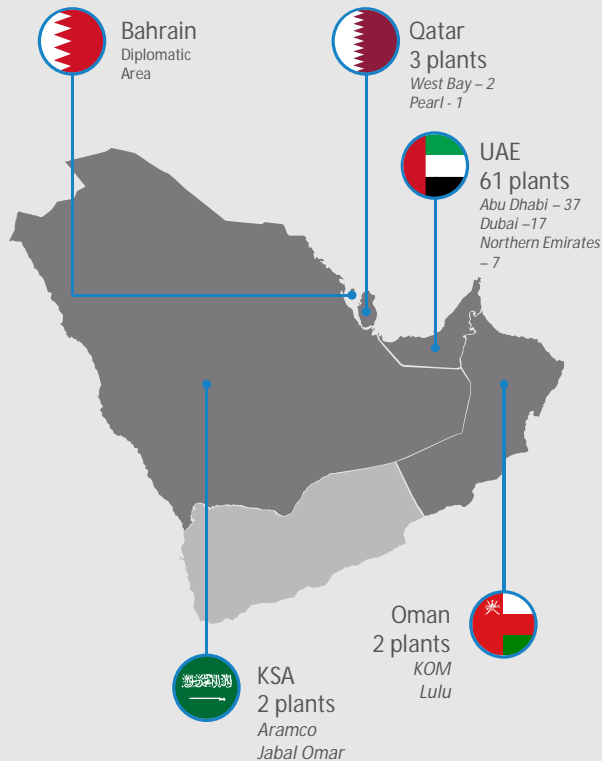 Bahrain
Diplomatic
Area
Qatar
3 plants
West Bay – 2
Pearl - 1
UAE
61 plants
Abu Dhabi – 37
Dubai –17
Northern Emirates
– 7
Oman
2 plants
KOM
Lulu
KSA
2 plants
Aramco
Jabal Omar